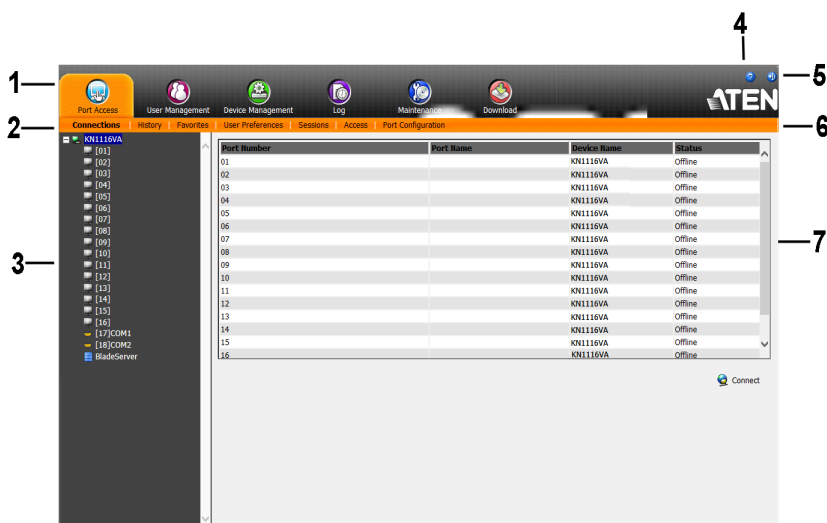 4
5
1
Port Access User Management Device Management Log Maintenance Download
ATEN
2
Connections History Favorites User Preferences Sessions Access Port Configuration
6
KN1116VA
[01]
[02]
[03]
[04]
[05]
[06]
[07]
[08]
[09]
[10]
[11]
[12]
[13]
[14]
[15]
[16]
[17]COM1
[18]COM2
BladeServer
3
Port Number Port Name Device Name Status
01 KN1116VA Offline
02 KN1116VA Offline
03 KN1116VA Offline
04 KN1116VA Offline
05 KN1116VA Offline
06 KN1116VA Offline
07 KN1116VA Offline
08 KN1116VA Offline
09 KN1116VA Offline
10 KN1116VA Offline
11 KN1116VA Offline
12 KN1116VA Offline
13 KN1116VA Offline
14 KN1116VA Offline
15 KN1116VA Offline
16 KN1116VA Offline
7
Connect